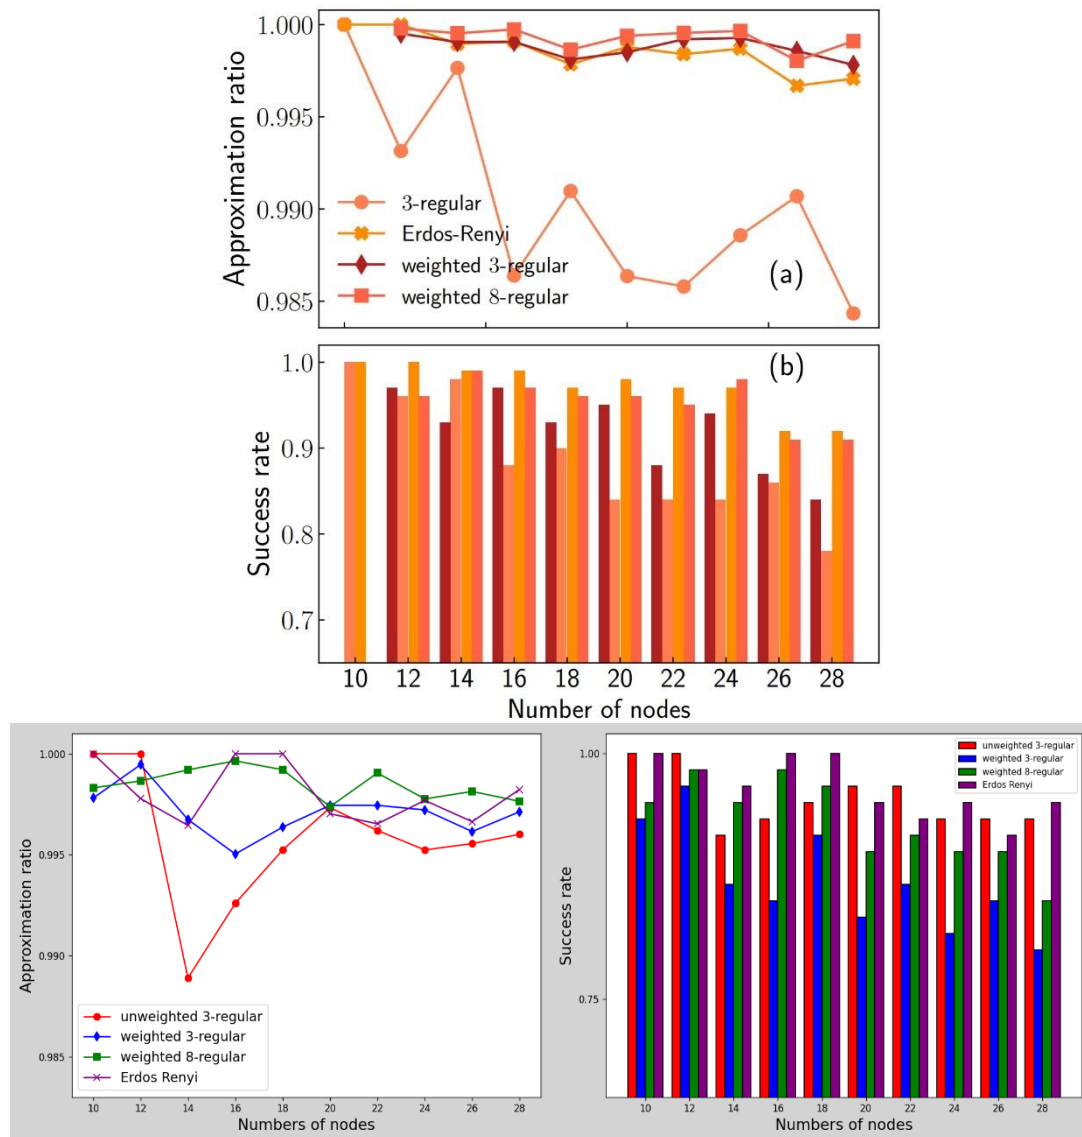 1.000
0.995
0.990
0.985
Approximation ratio
3-regular
Erdos-Renyi
weighted 3-regular
weighted 8-regular
(a)
1.0
0.9
0.8
0.7
Success rate
(b)
10 12 14 16 18 20 22 24 26 28
Number of nodes
1.000
0.995
0.990
0.985
Approximation ratio
unweighted 3-regular
weighted 3-regular
weighted 8-regular
Erdos Renyi
10 12 14 16 18 20 22 24 26 28
Numbers of nodes
1.00
0.75
Success rate
unweighted 3-regular
weighted 3-regular
weighted 8-regular
Erdos Renyi
10 12 14 16 18 20 22 24 26 28
Numbers of nodes